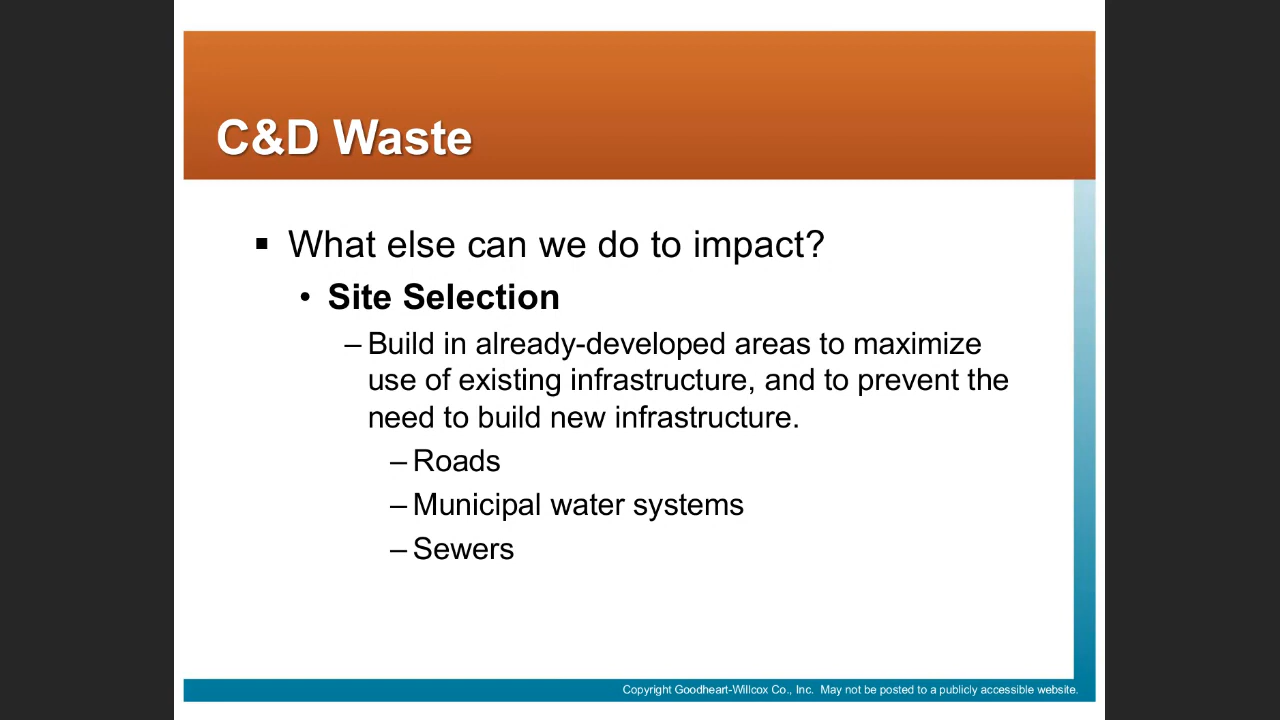 C&D Waste
▪ What else can we do to impact?
• Site Selection
– Build in already-developed areas to maximize
use of existing infrastructure, and to prevent the
need to build new infrastructure.
– Roads
– Municipal water systems
– Sewers
Copyright Goodheart-Willcox Co., Inc.  May not be posted to a publicly accessible website.